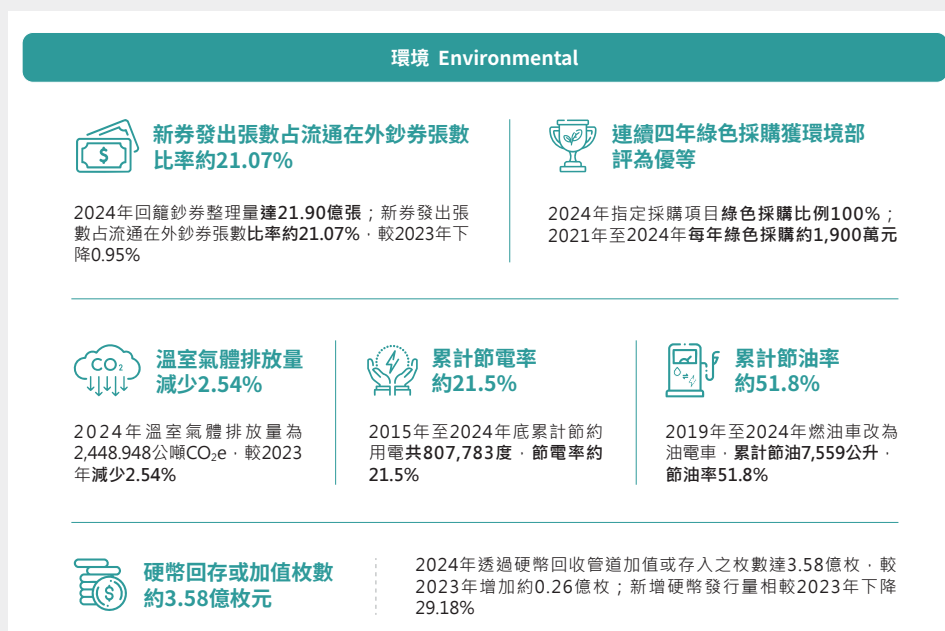 環境 Environmental
新券發出張數占流通在外鈔券張數
比率約21.07%
2024年回籠鈔券整理量達21.90億張；新券發出張
數占流通在外鈔券張數比率約21.07%，較2023年下
降0.95%
連續四年綠色採購獲環境部
評為優等
2024年指定採購項目綠色採購比例100%；
2021年至2024年每年綠色採購約1,900萬元
CO₂
溫室氣體排放量
減少2.54%
2024年溫室氣體排放量為
2,448.948公噸CO₂e，較2023
年減少2.54%
累計節電率
約21.5%
2015年至2024年底累計節約
用電共807,783度，節電率約
21.5%
累計節油率
約51.8%
2019年至2024年燃油車改為
油電車，累計節油7,559公升，
節油率51.8%
硬幣回存或加值枚數
約3.58億枚元
2024年透過硬幣回收管道加值或存入之枚數達3.58億枚，較
2023年增加約0.26億枚；新增硬幣發行量相較2023年下降
29.18%